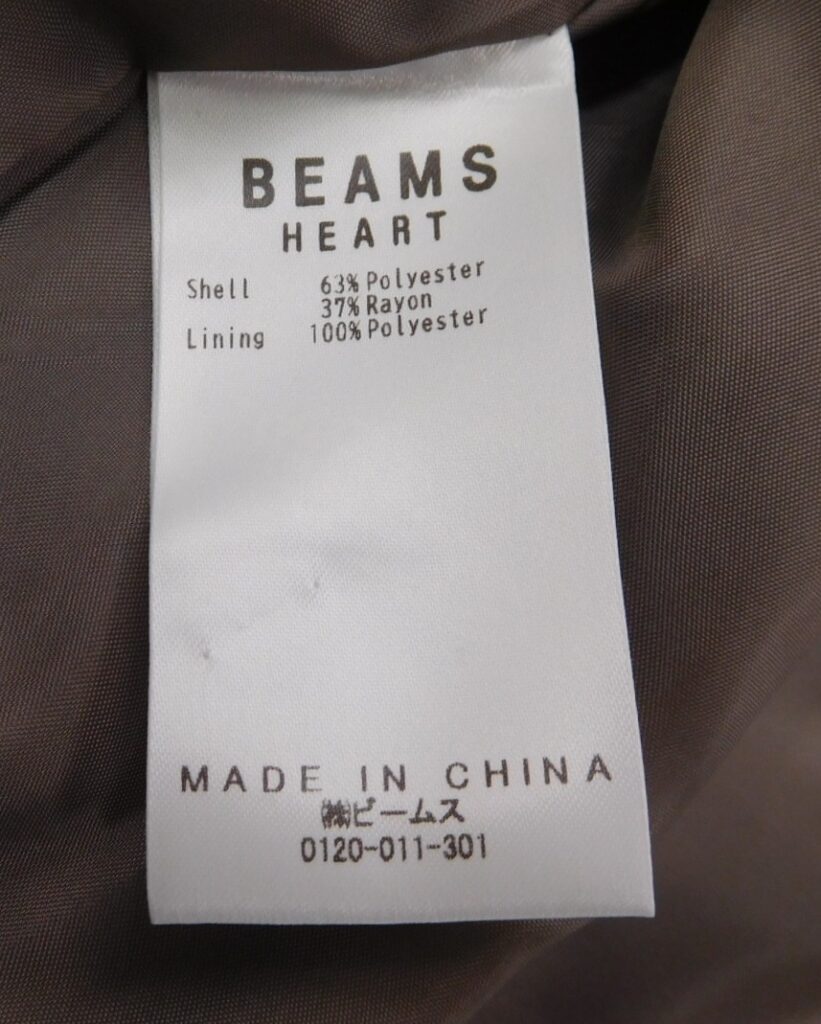 BEAMS
HEART
Shell 63% Polyester
37% Rayon
Lining 100% Polyester
MADE IN CHINA
㈱ビームス
0120-011-301